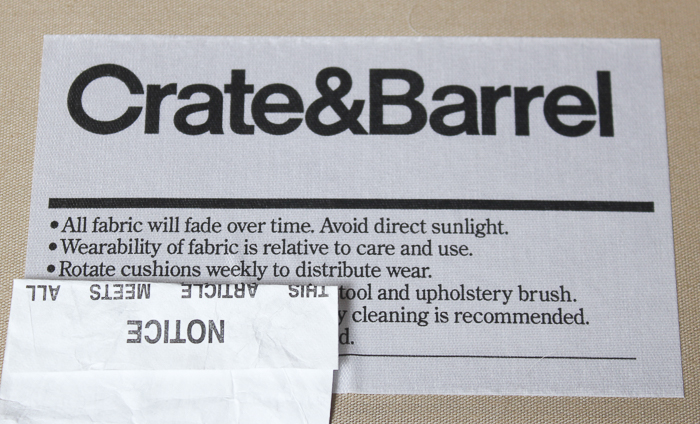 Crate&Barrel
•All fabric will fade over time. Avoid direct sunlight.
•Wearability of fabric is relative to care and use.
•Rotate cushions weekly to distribute wear.
tool and upholstery brush.
cleaning is recommended.
NOTICE
THIS ARTICLE MEETS ALL